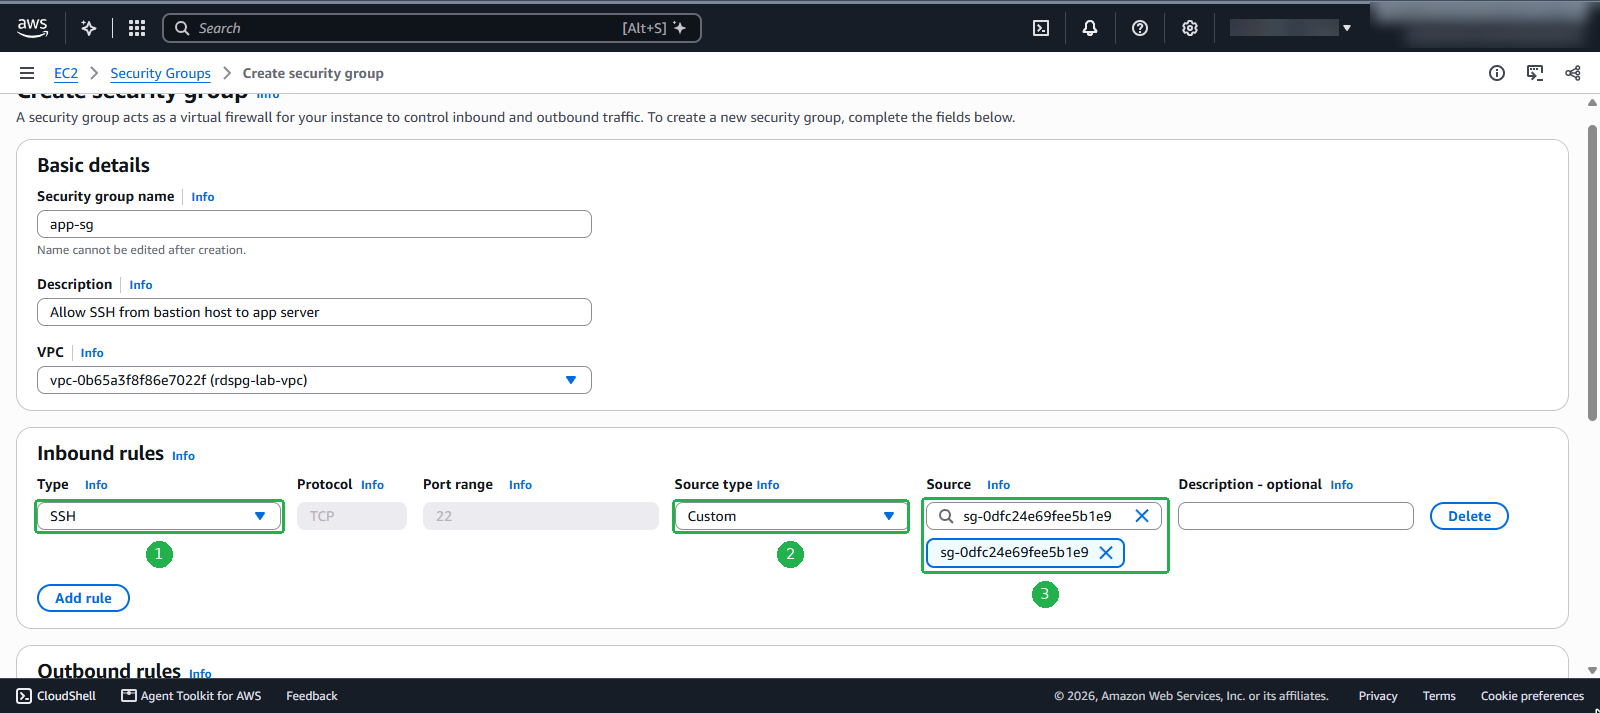 aws
Search [Alt+S]
EC2 Security Groups Create security group
Create security group Info
A security group acts as a virtual firewall for your instance to control inbound and outbound traffic. To create a new security group, complete the fields below.
Basic details
Security group name Info
app-sg
Name cannot be edited after creation.
Description Info
Allow SSH from bastion host to app server
VPC Info
vpc-0b65a3f8f86e7022f (rdspg-lab-vpc)
Inbound rules Info
Type Info Protocol Info Port range Info Source type Info Source Info Description - optional Info
SSH TCP 22 Custom sg-0dfc24e69fee5b1e9 Delete
sg-0dfc24e69fee5b1e9
1 2
3
Add rule
Outbound rules Info
CloudShell Agent Toolkit for AWS Feedback © 2026, Amazon Web Services, Inc. or its affiliates. Privacy Terms Cookie preferences